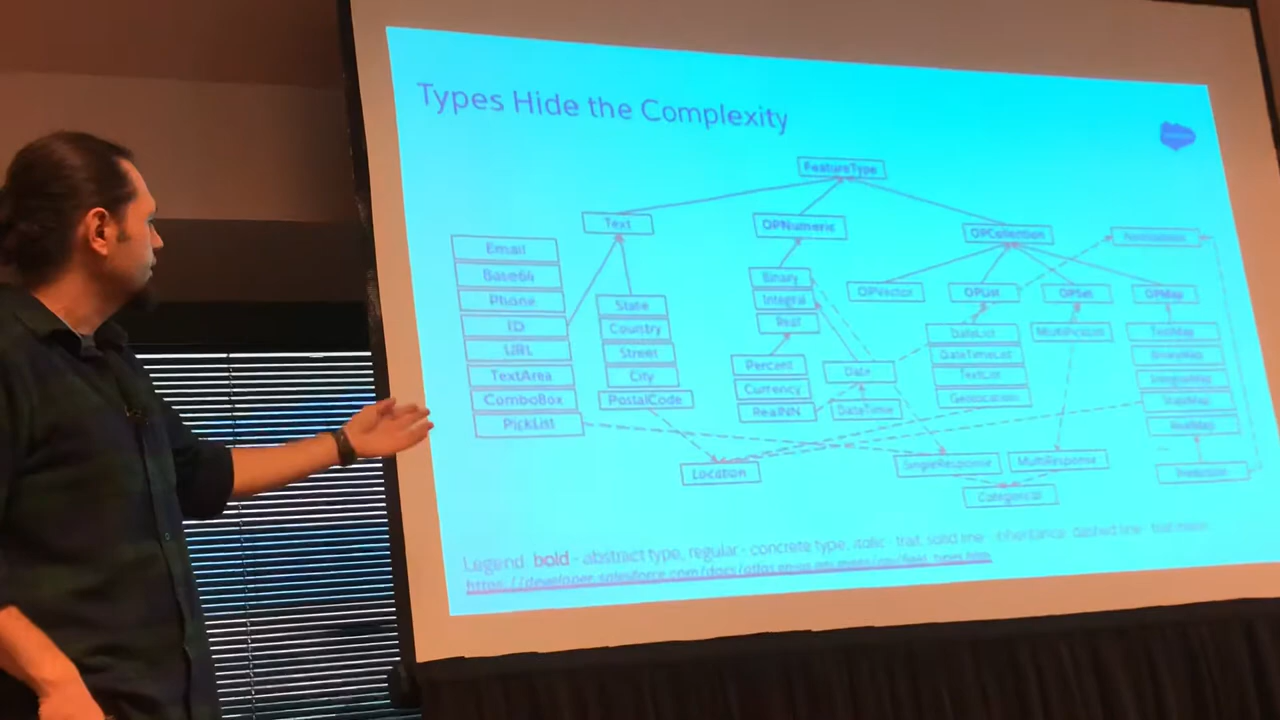 Types Hide the Complexity
FeatureType
Text
OPNumeric
OPCollection
Email
Base64
Phone
ID
URL
TextArea
ComboBox
PickList
State
Country
Street
City
PostalCode
Binary
Integral
Real
Percent
Currency
RealNN
Date
DateTime
OPVector
OPList
OPSet
OPMap
DateList
DateTimeList
TextList
Geolocation
MultiPickList
TextMap
BinaryMap
IntegralMap
RealMap
Prediction
Location
SingleResponse
MultiResponse
Categorical
Legend: bold - abstract type, regular - concrete type, italic - trait, solid line - inheritance, dashed line - trait